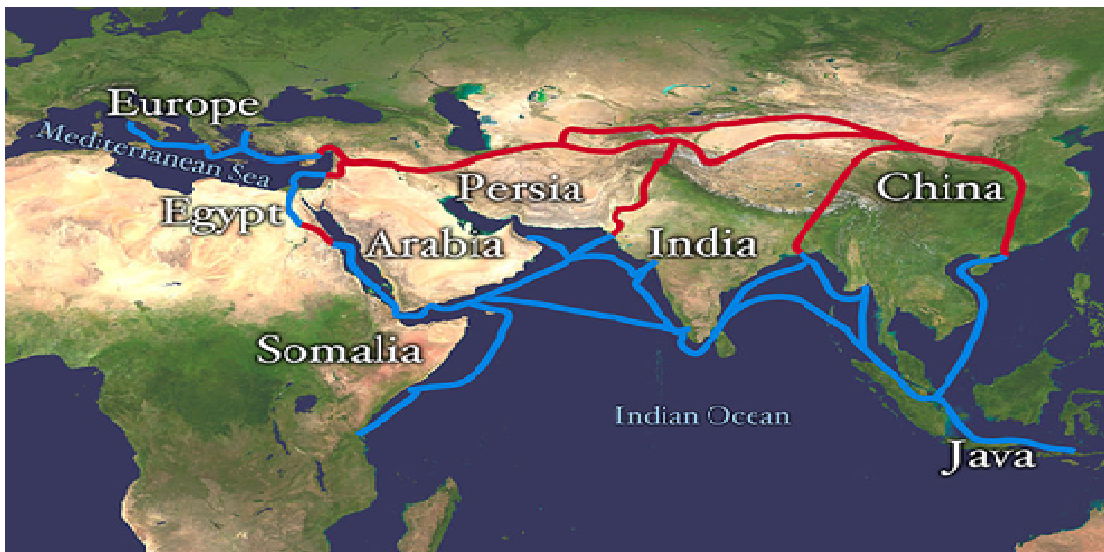 Europe
Mediterranean Sea
Egypt
Persia
China
Arabia
India
Somalia
Indian Ocean
Java